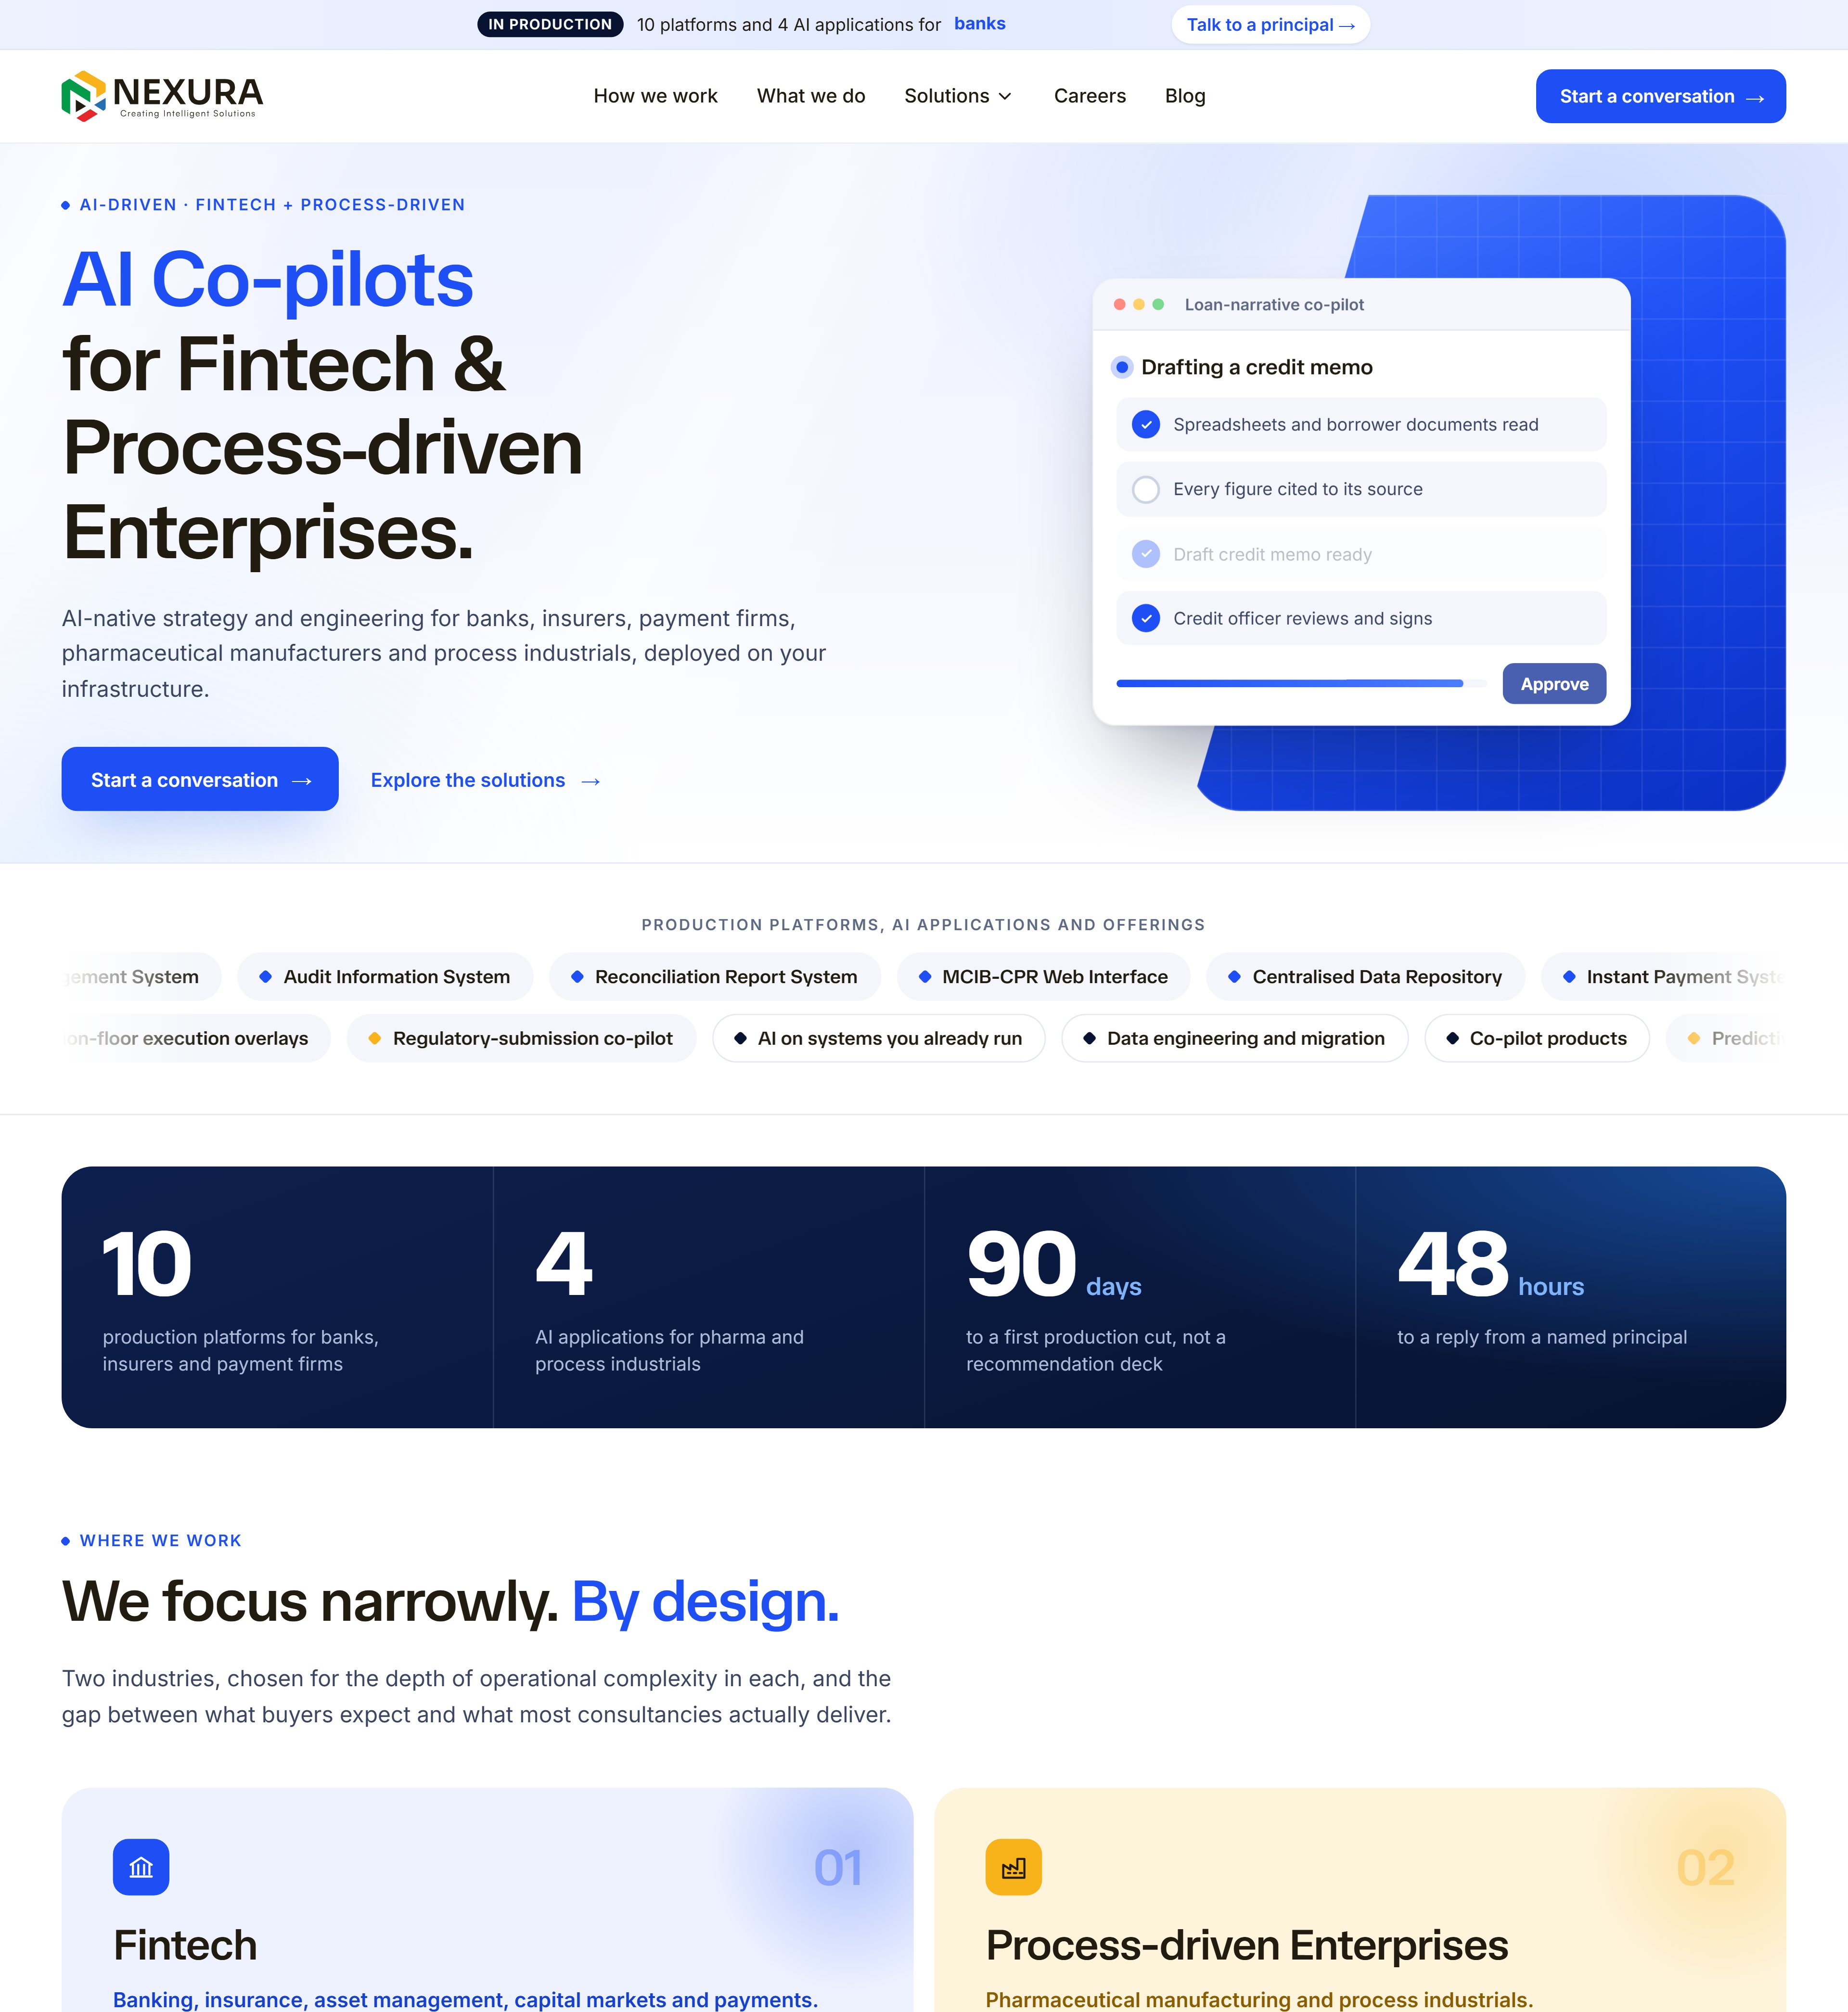 IN PRODUCTION 10 platforms and 4 AI applications for banks Talk to a principal →
NEXURA
Creating Intelligent Solutions
How we work What we do Solutions Careers Blog
Start a conversation →
AI-DRIVEN · FINTECH + PROCESS-DRIVEN
AI Co-pilots
for Fintech &
Process-driven
Enterprises.
AI-native strategy and engineering for banks, insurers, payment firms,
pharmaceutical manufacturers and process industrials, deployed on your
infrastructure.
Start a conversation → Explore the solutions →
Loan-narrative co-pilot
Drafting a credit memo
Spreadsheets and borrower documents read
Every figure cited to its source
Draft credit memo ready
Credit officer reviews and signs
Approve
PRODUCTION PLATFORMS, AI APPLICATIONS AND OFFERINGS
System Audit Information System Reconciliation Report System MCIB-CPR Web Interface Centralised Data Repository Instant Payment
on-floor execution overlays Regulatory-submission co-pilot AI on systems you already run Data engineering and migration Co-pilot products
10
production platforms for banks,
insurers and payment firms
4
AI applications for pharma and
process industrials
90 days
to a first production cut, not a
recommendation deck
48 hours
to a reply from a named principal
WHERE WE WORK
We focus narrowly. By design.
Two industries, chosen for the depth of operational complexity in each, and the
gap between what buyers expect and what most consultancies actually deliver.
01
Fintech
Banking, insurance, asset management, capital markets and payments.
02
Process-driven Enterprises
Pharmaceutical manufacturing and process industrials.